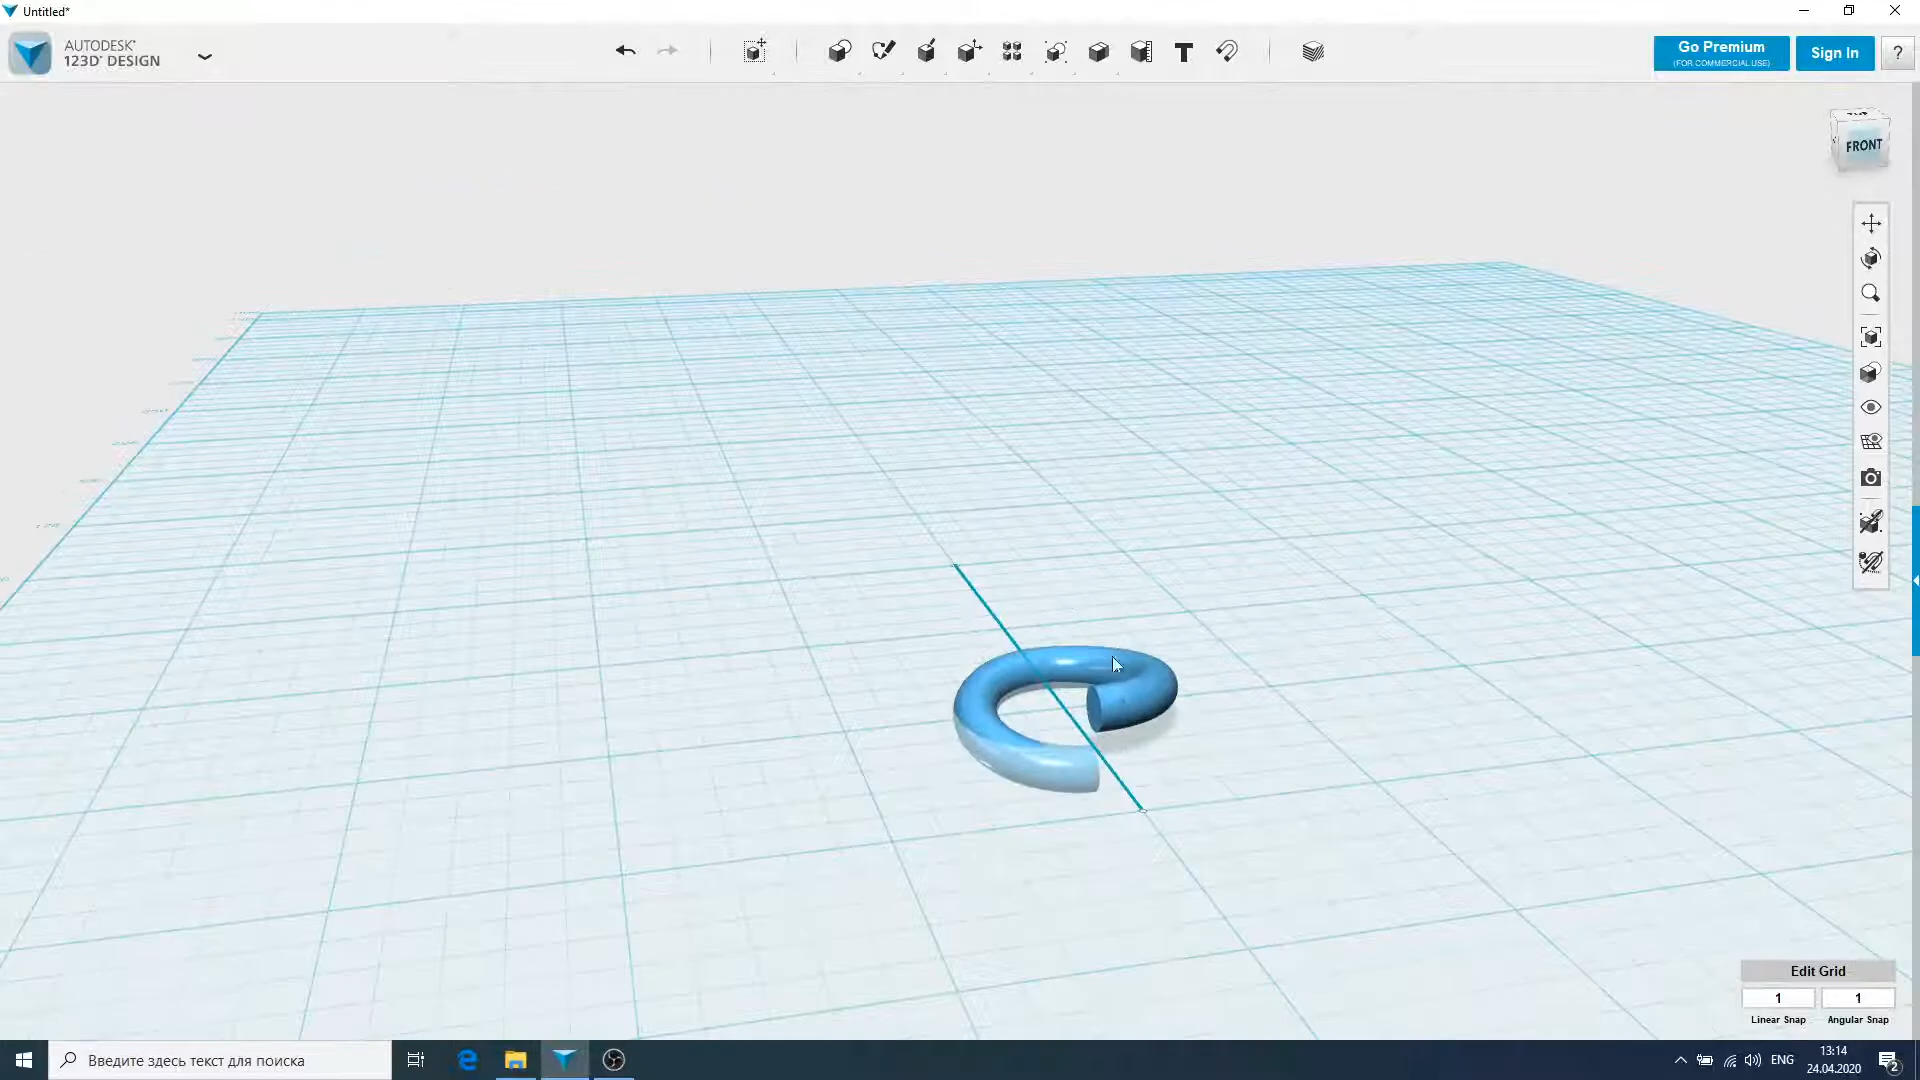 Untitled*
AUTODESK®
123D® DESIGN
T
Go Premium
(FOR COMMERCIAL USE)
Sign In
?
FRONT
Edit Grid
1
1
Linear Snap
Angular Snap
Введите здесь текст для поиска
ENG
13:14
24.04.2020
2